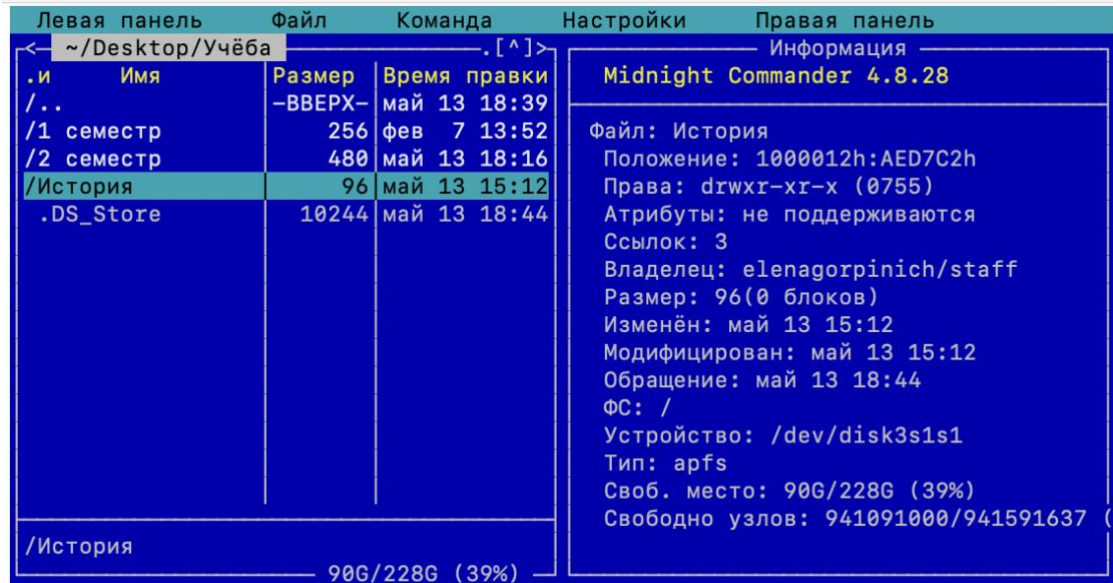 Левая панель Файл Команда Настройки Правая панель
<— ~/Desktop/Учёба .[^]>
.и Имя Размер Время правки
/.. -ВВЕРХ- май 13 18:39
/1 семестр 256 фев 7 13:52
/2 семестр 480 май 13 18:16
/История 96 май 13 15:12
.DS_Store 10244 май 13 18:44
/История
90G/228G (39%)
Информация
Midnight Commander 4.8.28
Файл: История
Положение: 1000012h:AED7C2h
Права: drwxr-xr-x (0755)
Атрибуты: не поддерживаются
Ссылок: 3
Владелец: elenagorpinich/staff
Размер: 96(0 блоков)
Изменён: май 13 15:12
Модифицирован: май 13 15:12
Обращение: май 13 18:44
ФС: /
Устройство: /dev/disk3s1s1
Тип: apfs
Своб. место: 90G/228G (39%)
Свободно узлов: 941091000/941591637 (